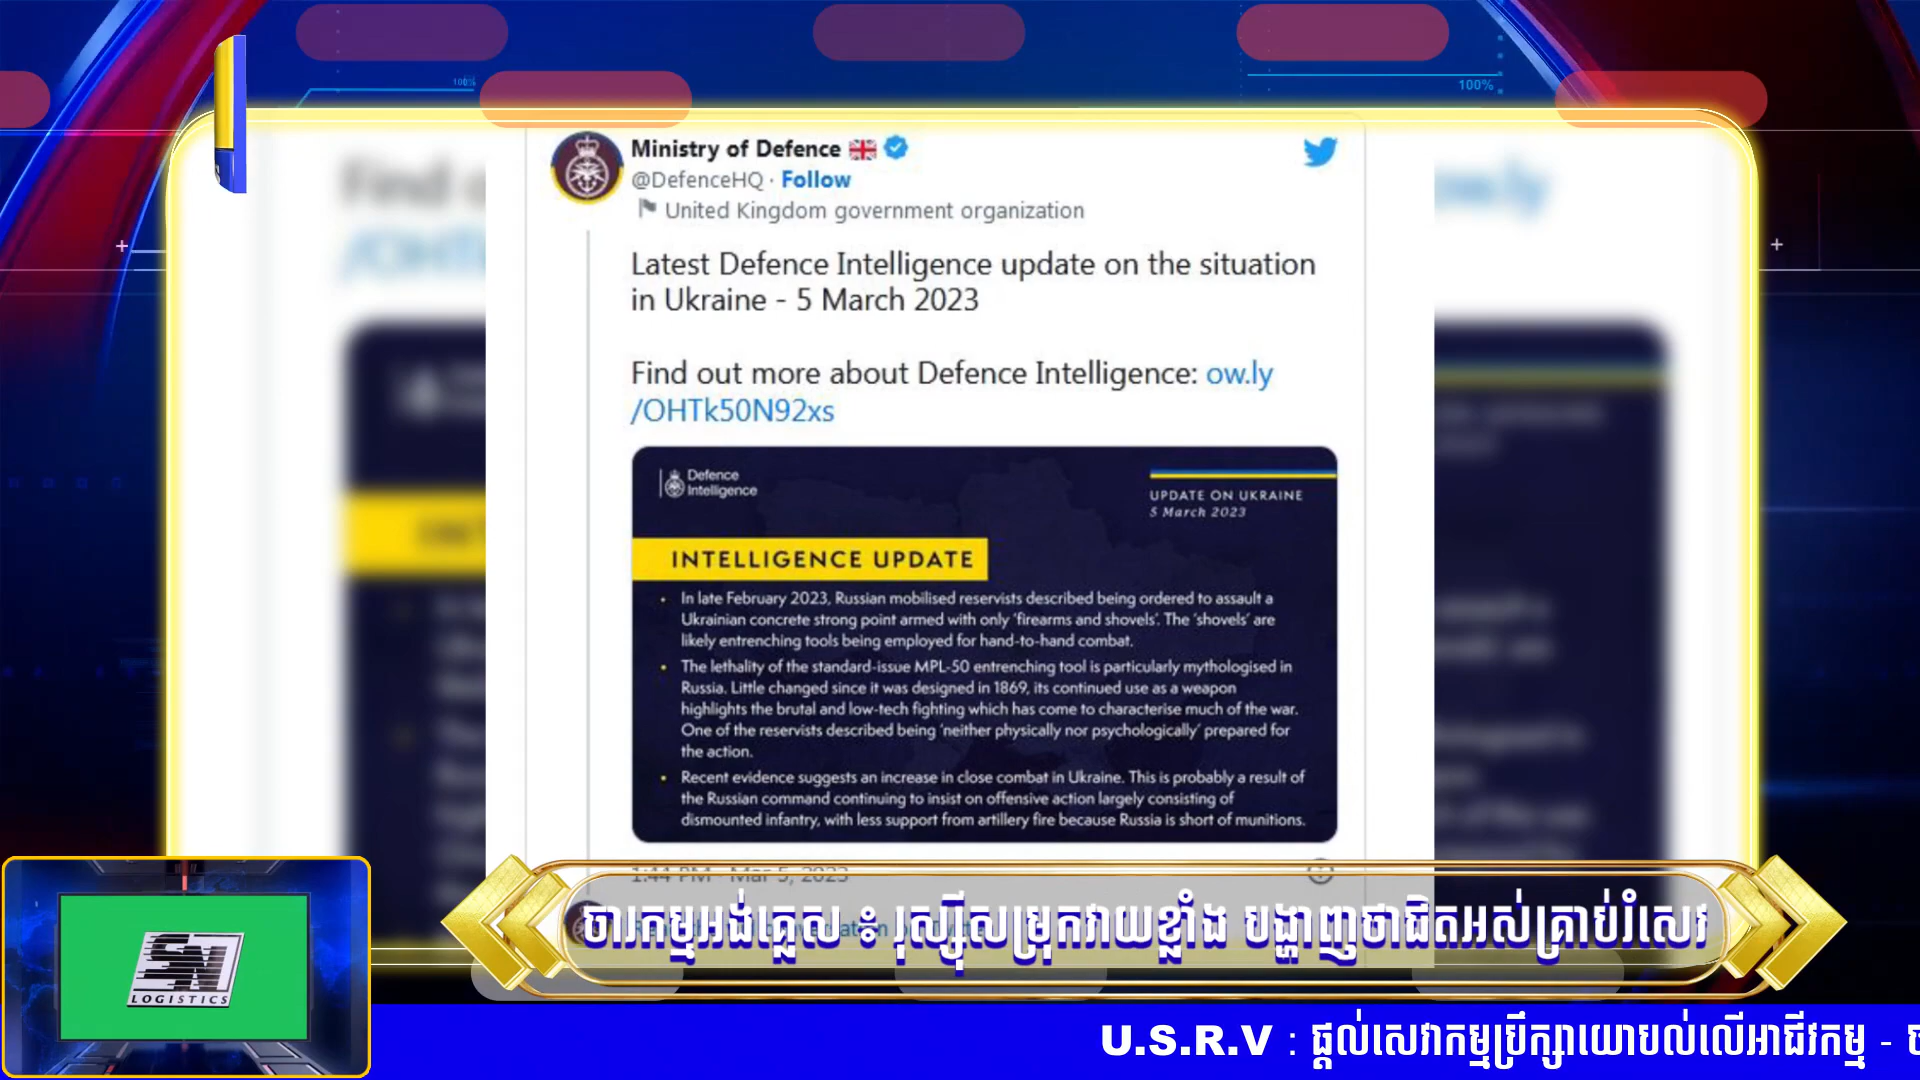 100%
100%
Ministry of Defence
@DefenceHQ · Follow
United Kingdom government organization
Latest Defence Intelligence update on the situation
in Ukraine - 5 March 2023
Find out more about Defence Intelligence: ow.ly
/OHTk50N92xs
Defence
Intelligence
UPDATE ON UKRAINE
5 March 2023
INTELLIGENCE UPDATE
• In late February 2023, Russian mobilised reservists described being ordered to assault a
Ukrainian concrete strong point armed with only 'firearms and shovels'. The 'shovels' are
likely entrenching tools being employed for hand-to-hand combat.
• The lethality of the standard-issue MPL-50 entrenching tool is particularly mythologised in
Russia. Little changed since it was designed in 1869, its continued use as a weapon
highlights the brutal and low-tech fighting which has come to characterise much of the war.
One of the reservists described being 'neither physically nor psychologically' prepared for
the action.
• Recent evidence suggests an increase in close combat in Ukraine. This is probably a result of
the Russian command continuing to insist on offensive action largely consisting of
dismounted infantry, with less support from artillery fire because Russia is short of munitions.
1:44 PM · Mar 5, 2023
ចារកម្មអង់គ្លេស ៖ រុស្ស៊ីសម្រុកវាយខ្លាំង បង្ហាញថាជិតអស់គ្រាប់រំសេវ
LOGISTICS
U.S.R.V : ផ្តល់សេវាកម្មប្រឹក្សាយោបល់លើអាជីវកម្ម -